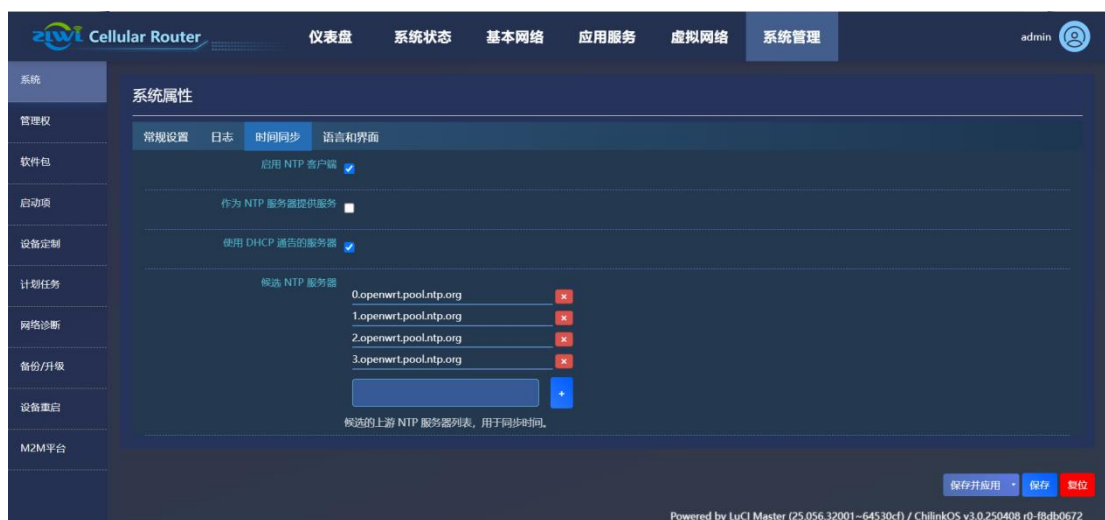 ZIWI Cellular Router 仪表盘 系统状态 基本网络 应用服务 虚拟网络 系统管理 admin
系统
管理权
软件包
启动项
设备定制
计划任务
网络诊断
备份/升级
设备重启
M2M平台
系统属性
常规设置 日志 时间同步 语言和界面
启用 NTP 客户端
作为 NTP 服务器提供服务
使用 DHCP 通告的服务器
候选 NTP 服务器
0.openwrt.pool.ntp.org ×
1.openwrt.pool.ntp.org ×
2.openwrt.pool.ntp.org ×
3.openwrt.pool.ntp.org ×
+
候选的上游 NTP 服务器列表，用于同步时间。
保存并应用 保存 复位
Powered by LuCI Master (25.056.32001~64530cf) / ChilinkOS v3.0.250408 r0-f8db0672